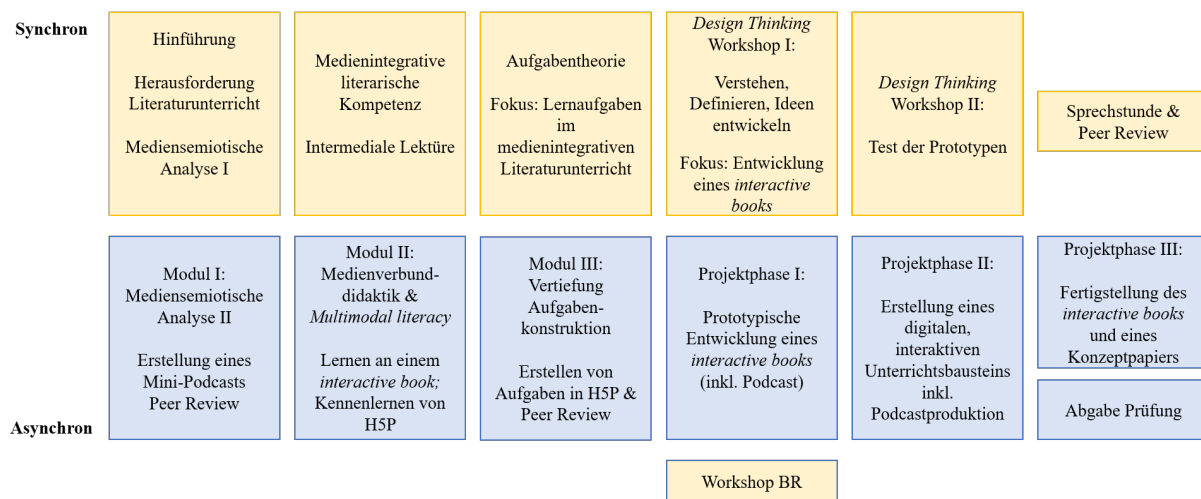 Synchron
Hinführung
Herausforderung
Literaturunterricht
Mediensemiotische
Analyse I
Medienintegrative
literarische
Kompetenz
Intermediale Lektüre
Aufgabentheorie
Fokus: Lernaufgaben
im
medienintegrativen
Literaturunterricht
Design Thinking
Workshop I:
Verstehen,
Definieren, Ideen
entwickeln
Fokus: Entwicklung
eines interactive
books
Design Thinking
Workshop II:
Test der Prototypen
Sprechstunde &
Peer Review
Asynchron
Modul I:
Mediensemiotische
Analyse II
Erstellung eines
Mini-Podcasts
Peer Review
Modul II:
Medienverbund-
didaktik &
Multimodal literacy
Lernen an einem
interactive book;
Kennenlernen von
H5P
Modul III:
Vertiefung
Aufgaben-
konstruktion
Erstellen von
Aufgaben in H5P &
Peer Review
Projektphase I:
Prototypische
Entwicklung eines
interactive books
(inkl. Podcast)
Projektphase II:
Erstellung eines
digitalen,
interaktiven
Unterrichtsbausteins
inkl.
Podcastproduktion
Projektphase III:
Fertigstellung des
interactive books
und eines
Konzeptpapiers
Abgabe Prüfung
Workshop BR